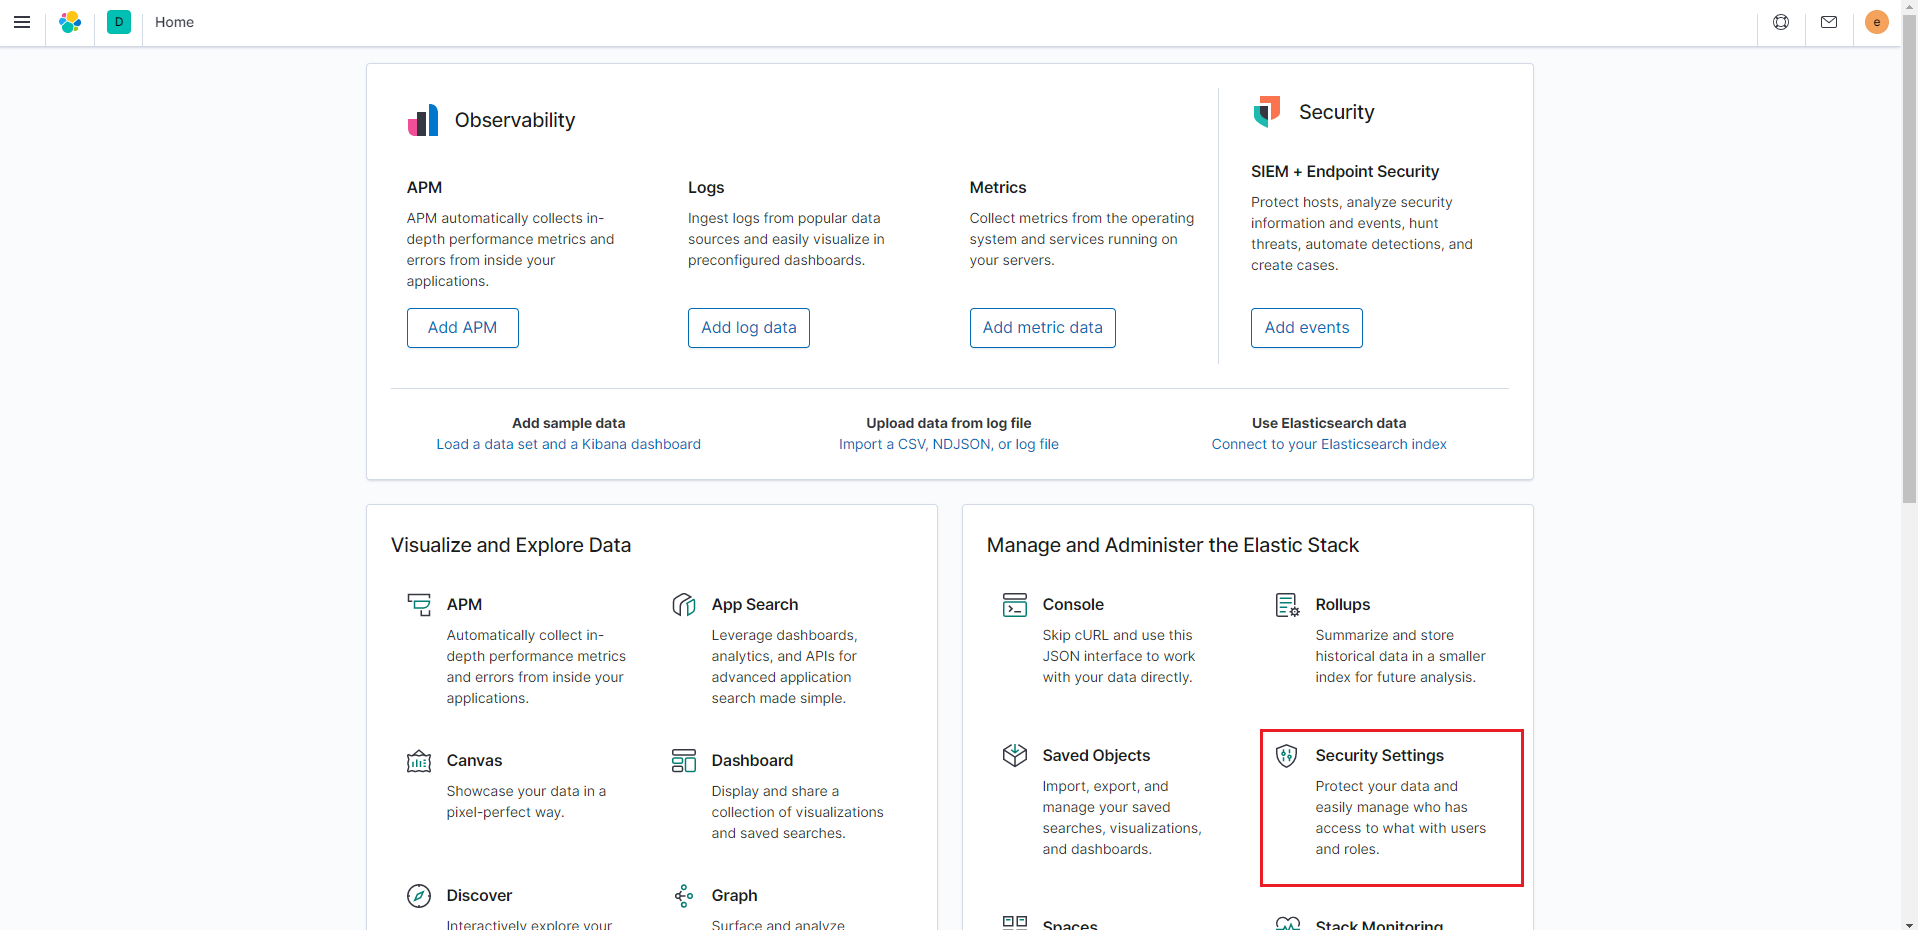 D
Home
e
Observability
APM
APM automatically collects in-
depth performance metrics and
errors from inside your
applications.
Add APM
Logs
Ingest logs from popular data
sources and easily visualize in
preconfigured dashboards.
Add log data
Metrics
Collect metrics from the operating
system and services running on
your servers.
Add metric data
Security
SIEM + Endpoint Security
Protect hosts, analyze security
information and events, hunt
threats, automate detections, and
create cases.
Add events
Add sample data
Load a data set and a Kibana dashboard
Upload data from log file
Import a CSV, NDJSON, or log file
Use Elasticsearch data
Connect to your Elasticsearch index
Visualize and Explore Data
APM
Automatically collect in-
depth performance metrics
and errors from inside your
applications.
App Search
Leverage dashboards,
analytics, and APIs for
advanced application
search made simple.
Canvas
Showcase your data in a
pixel-perfect way.
Dashboard
Display and share a
collection of visualizations
and saved searches.
Discover
Interactively explore your
Graph
Surface and analyze
Manage and Administer the Elastic Stack
Console
Skip cURL and use this
JSON interface to work
with your data directly.
Rollups
Summarize and store
historical data in a smaller
index for future analysis.
Saved Objects
Import, export, and
manage your saved
searches, visualizations,
and dashboards.
Security Settings
Protect your data and
easily manage who has
access to what with users
and roles.
Spaces
Stack Monitoring